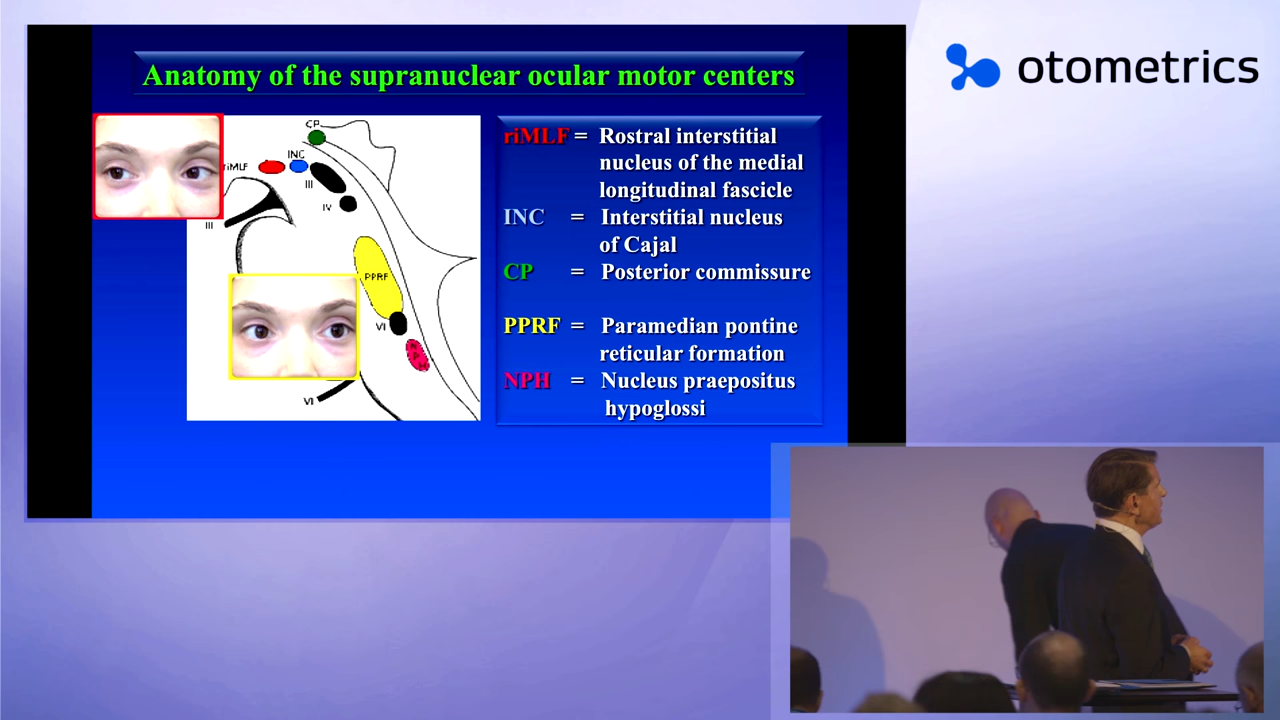 otometrics
Anatomy of the supranuclear ocular motor centers
CP
riMLF
INC
III
IV
III
PPRF
VI
NPH
VI
riMLF = Rostral interstitial
nucleus of the medial
longitudinal fascicle
INC = Interstitial nucleus
of Cajal
CP = Posterior commissure
PPRF = Paramedian pontine
reticular formation
NPH = Nucleus praepositus
hypoglossi